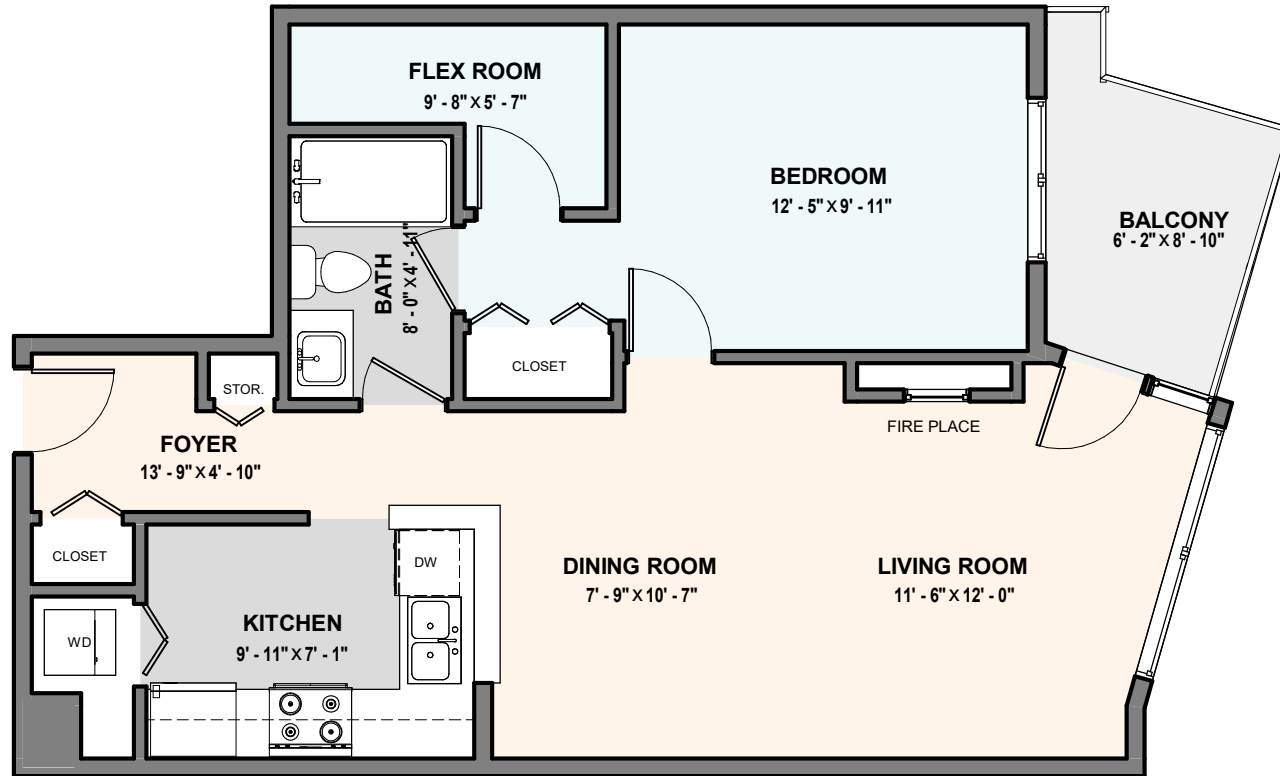 FLEX ROOM
9' - 8" X 5' - 7"
BEDROOM
12' - 5" X 9' - 11"
BALCONY
6' - 2" X 8' - 10"
BATH
8' - 0" X 4' - 11"
CLOSET
STOR.
FOYER
13' - 9" X 4' - 10"
FIRE PLACE
CLOSET
DW
DINING ROOM
7' - 9" X 10' - 7"
LIVING ROOM
11' - 6" X 12' - 0"
WD
KITCHEN
9' - 11" X 7' - 1"